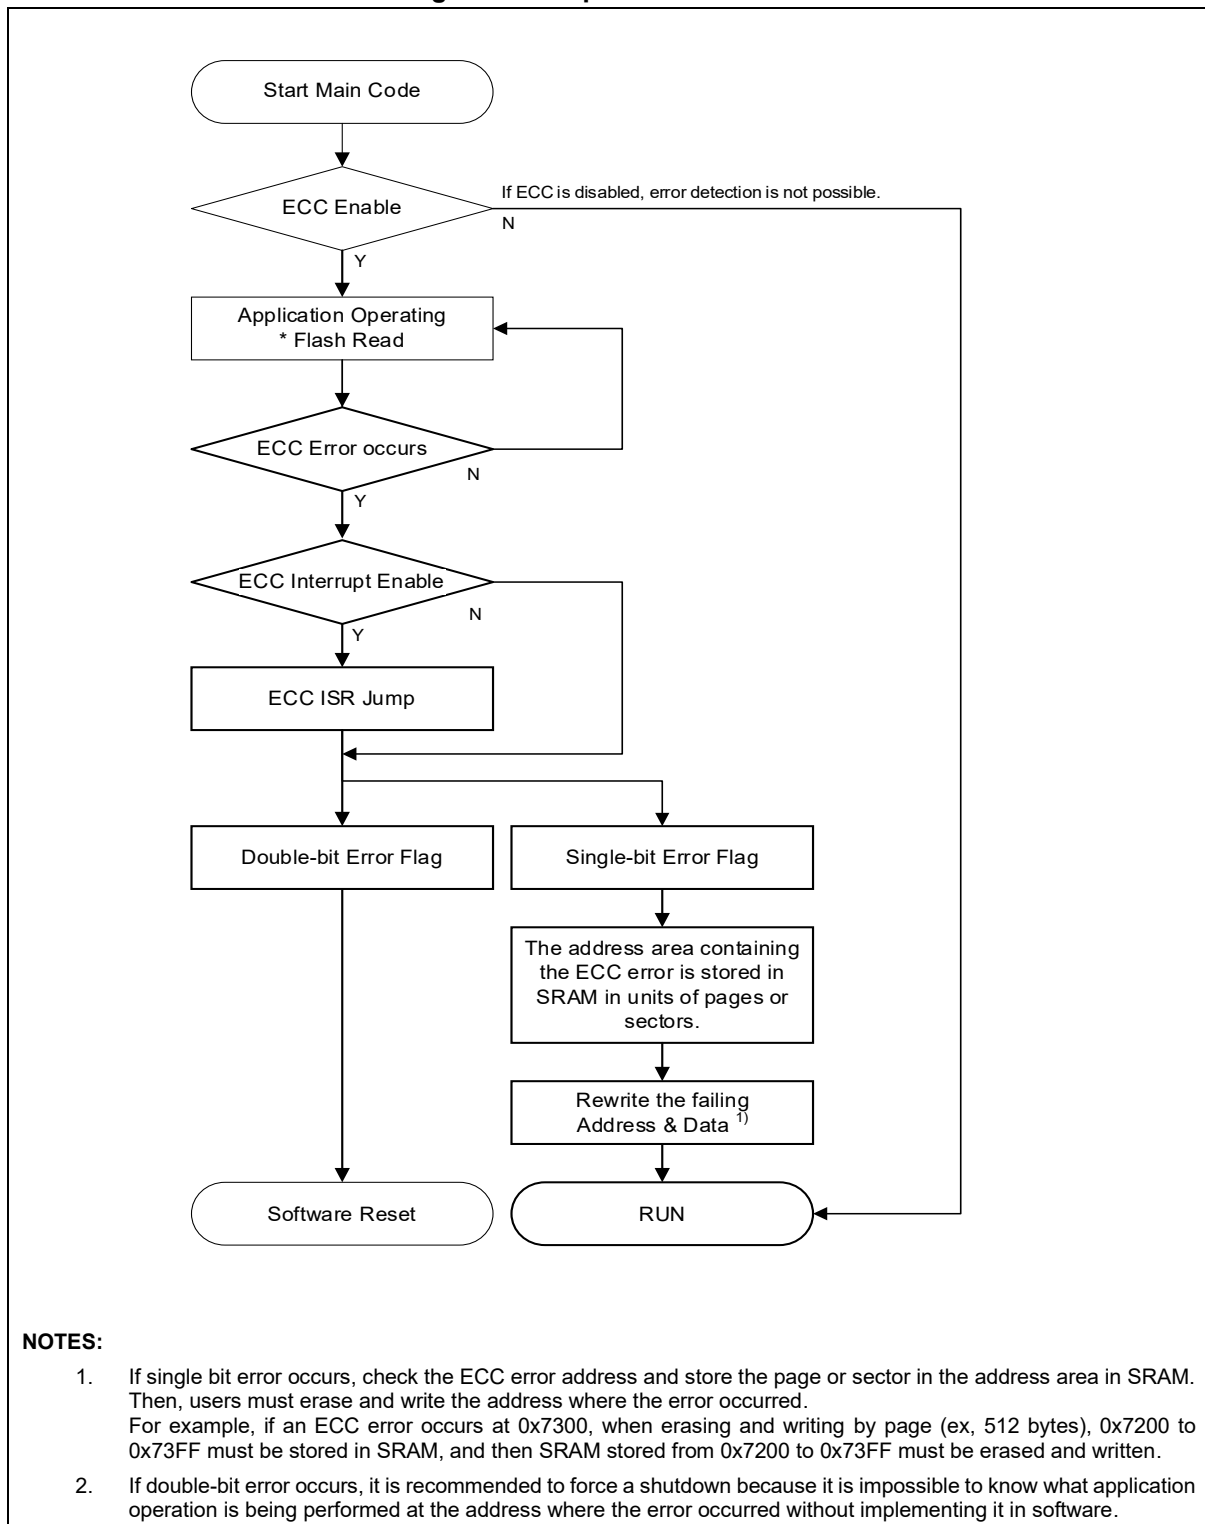 Start Main Code
ECC Enable
If ECC is disabled, error detection is not possible.
N
Y
Application Operating
* Flash Read
ECC Error occurs
N
Y
ECC Interrupt Enable
N
Y
ECC ISR Jump
Double-bit Error Flag
Single-bit Error Flag
The address area containing
the ECC error is stored in
SRAM in units of pages or
sectors.
Rewrite the failing
Address & Data 1)
Software Reset
RUN
NOTES:
1. If single bit error occurs, check the ECC error address and store the page or sector in the address area in SRAM.
Then, users must erase and write the address where the error occurred.
For example, if an ECC error occurs at 0x7300, when erasing and writing by page (ex, 512 bytes), 0x7200 to
0x73FF must be stored in SRAM, and then SRAM stored from 0x7200 to 0x73FF must be erased and written.
2. If double-bit error occurs, it is recommended to force a shutdown because it is impossible to know what application
operation is being performed at the address where the error occurred without implementing it in software.